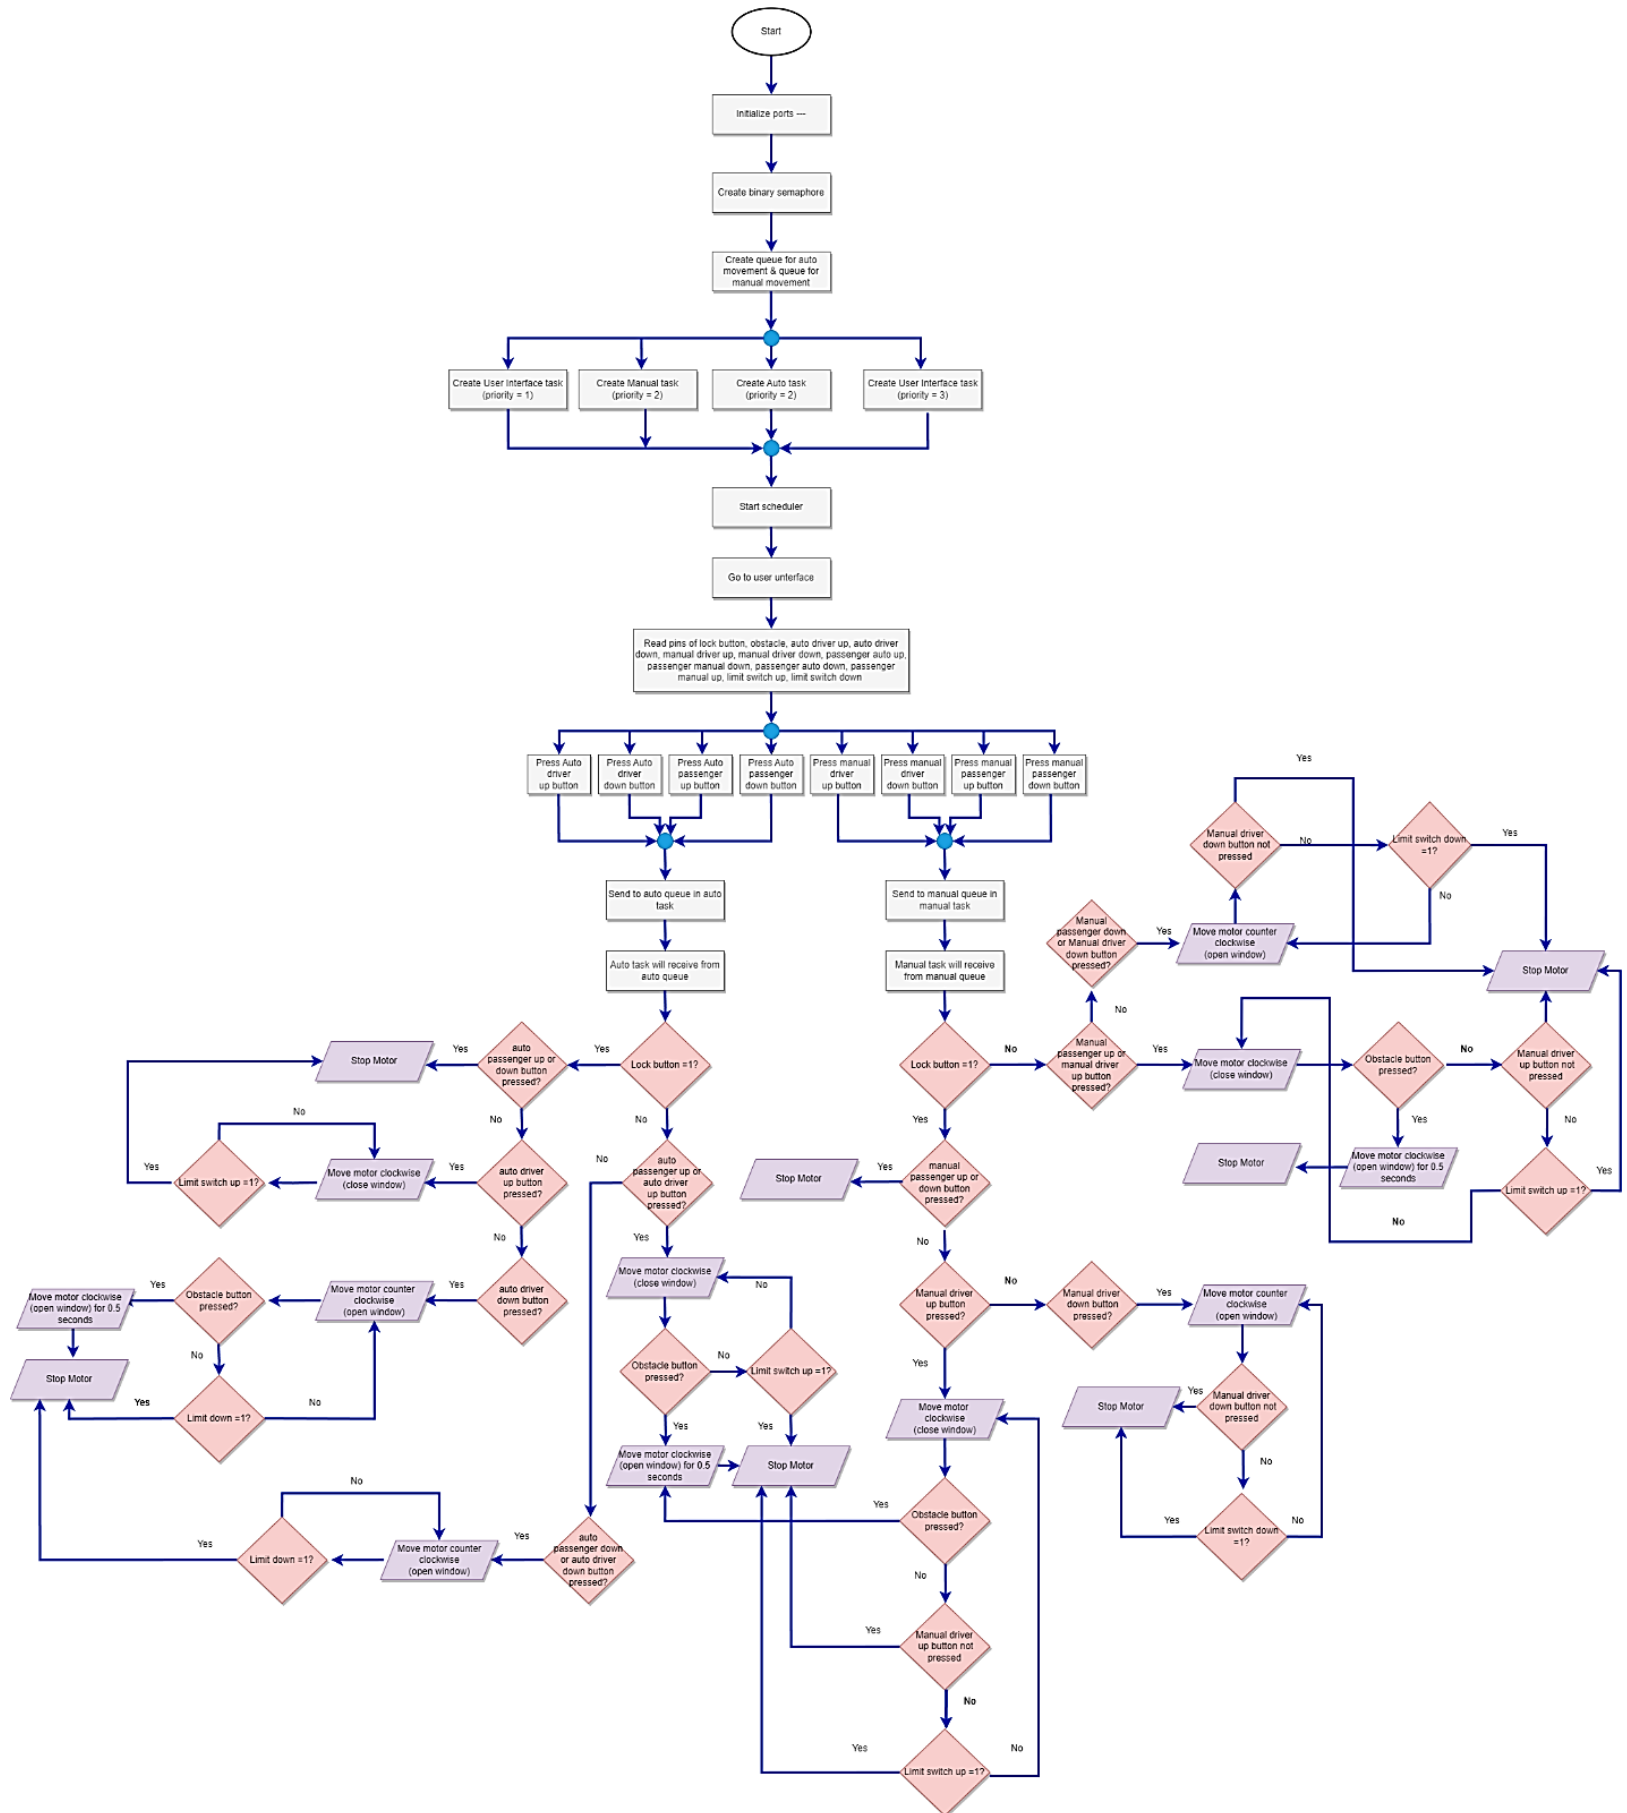 Start
Initialize ports ---
Create binary semaphore
Create queue for auto
movement & queue for
manual movement
Create User Interface task
(priority = 1)
Create Manual task
(priority = 2)
Create Auto task
(priority = 2)
Create User Interface task
(priority = 3)
Start scheduler
Go to user unterface
Read pins of lock button, obstacle, auto driver up, auto driver
down, manual driver up, manual driver down, passenger auto up,
passenger manual down, passenger auto down, passenger
manual up, limit switch up, limit switch down
Press Auto
driver
up button
Press Auto
driver
down button
Press Auto
passenger
up button
Press Auto
passenger
down button
Press manual
driver
up button
Press manual
driver
down button
Press manual
passenger
up button
Press manual
passenger
down button
Send to auto queue in auto
task
Send to manual queue in
manual task
Auto task will receive from
auto queue
Manual task will receive
from manual queue
Yes
Manual driver
down button not
pressed
No
Limit switch down
=1?
Yes
No
Manual
passenger down
or Manual driver
down button
pressed?
Yes
Move motor counter
clockwise
(open window)
Stop Motor
No
Stop Motor
Yes
auto
passenger up or
down button
pressed?
Yes
Lock button =1?
Lock button =1?
No
Manual
passenger up or
manual driver
up button
pressed?
Yes
Move motor clockwise
(close window)
Obstacle button
pressed?
No
Manual driver
up button not
pressed
No
No
No
Yes
Yes
No
Yes
Limit switch up =1?
Move motor clockwise
(close window)
Yes
auto driver
up button
pressed?
No
auto
passenger up or
auto driver
up button
pressed?
Stop Motor
Yes
manual
passenger up or
down button
pressed?
Stop Motor
Move motor clockwise
(open window) for 0.5
seconds
Limit switch up =1?
Yes
No
No
Yes
No
Move motor clockwise
(open window) for 0.5
seconds
Yes
Obstacle button
pressed?
Move motor counter
clockwise
(open window)
Yes
auto driver
down button
pressed?
Move motor clockwise
(close window)
No
Manual driver
up button
pressed?
No
Manual driver
down button
pressed?
Yes
Move motor counter
clockwise
(open window)
No
Stop Motor
Yes
Limit down =1?
No
Obstacle button
pressed?
No
Limit switch up =1?
Yes
Stop Motor
Yes
Manual driver
down button not
pressed
Yes
Yes
Move motor
clockwise
(close window)
No
Move motor clockwise
(open window) for 0.5
seconds
Stop Motor
No
Yes
Limit down =1?
Move motor counter
clockwise
(open window)
Yes
auto
passenger down
or auto driver
down button
pressed?
Yes
Obstacle button
pressed?
Yes
Limit switch down
=1?
No
No
Yes
Manual driver
up button not
pressed
No
Yes
Limit switch up =1?
No